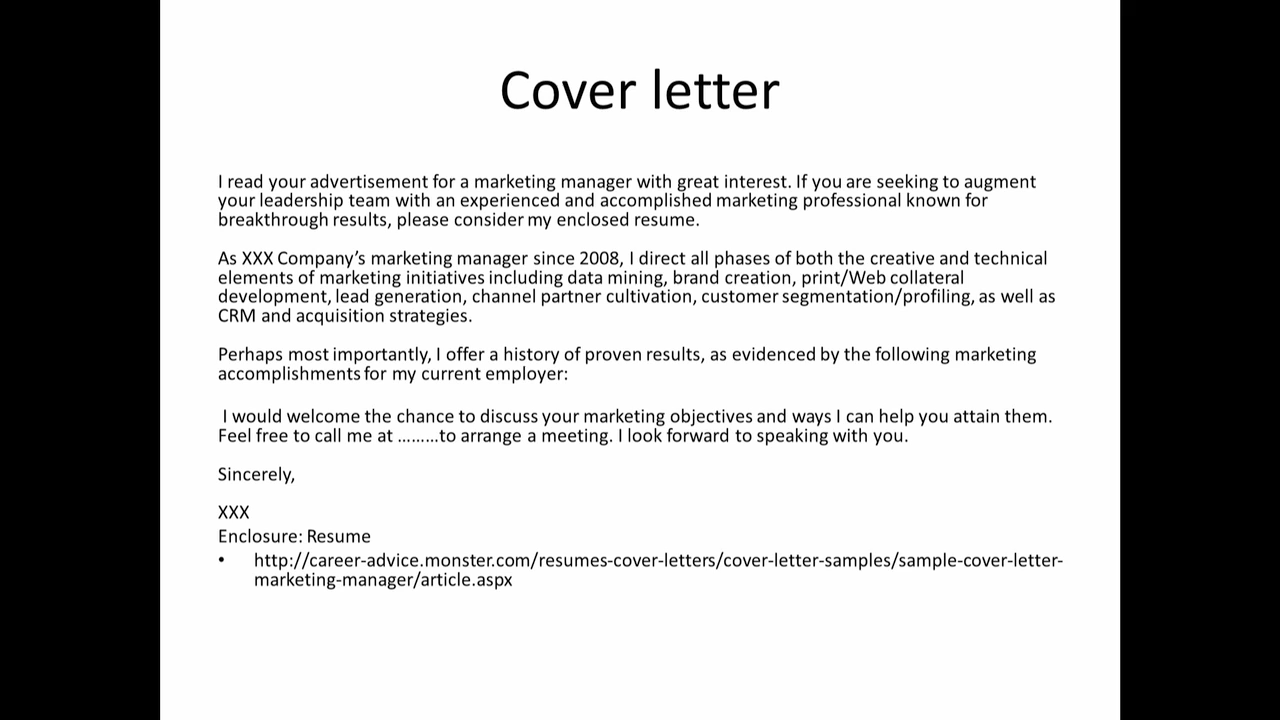 Cover letter
I read your advertisement for a marketing manager with great interest. If you are seeking to augment
your leadership team with an experienced and accomplished marketing professional known for
breakthrough results, please consider my enclosed resume.
As XXX Company’s marketing manager since 2008, I direct all phases of both the creative and technical
elements of marketing initiatives including data mining, brand creation, print/Web collateral
development, lead generation, channel partner cultivation, customer segmentation/profiling, as well as
CRM and acquisition strategies.
Perhaps most importantly, I offer a history of proven results, as evidenced by the following marketing
accomplishments for my current employer:
I would welcome the chance to discuss your marketing objectives and ways I can help you attain them.
Feel free to call me at ………to arrange a meeting. I look forward to speaking with you.
Sincerely,
XXX
Enclosure: Resume
• http://career-advice.monster.com/resumes-cover-letters/cover-letter-samples/sample-cover-letter-
marketing-manager/article.aspx